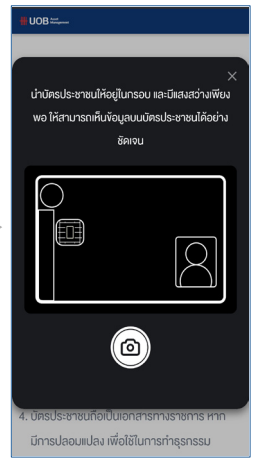 UOB Asset Management
นำบัตรประชาชนให้อยู่ในกรอบ และมีแสงสว่างเพียง
พอ ให้สามารถเห็นข้อมูลบนบัตรประชาชนได้อย่าง
ชัดเจน
4. บัตรประชาชนถือเป็นเอกสารทางราชการ หาก
มีการปลอมแปลง เพื่อใช้ในการทำธุรกรรม